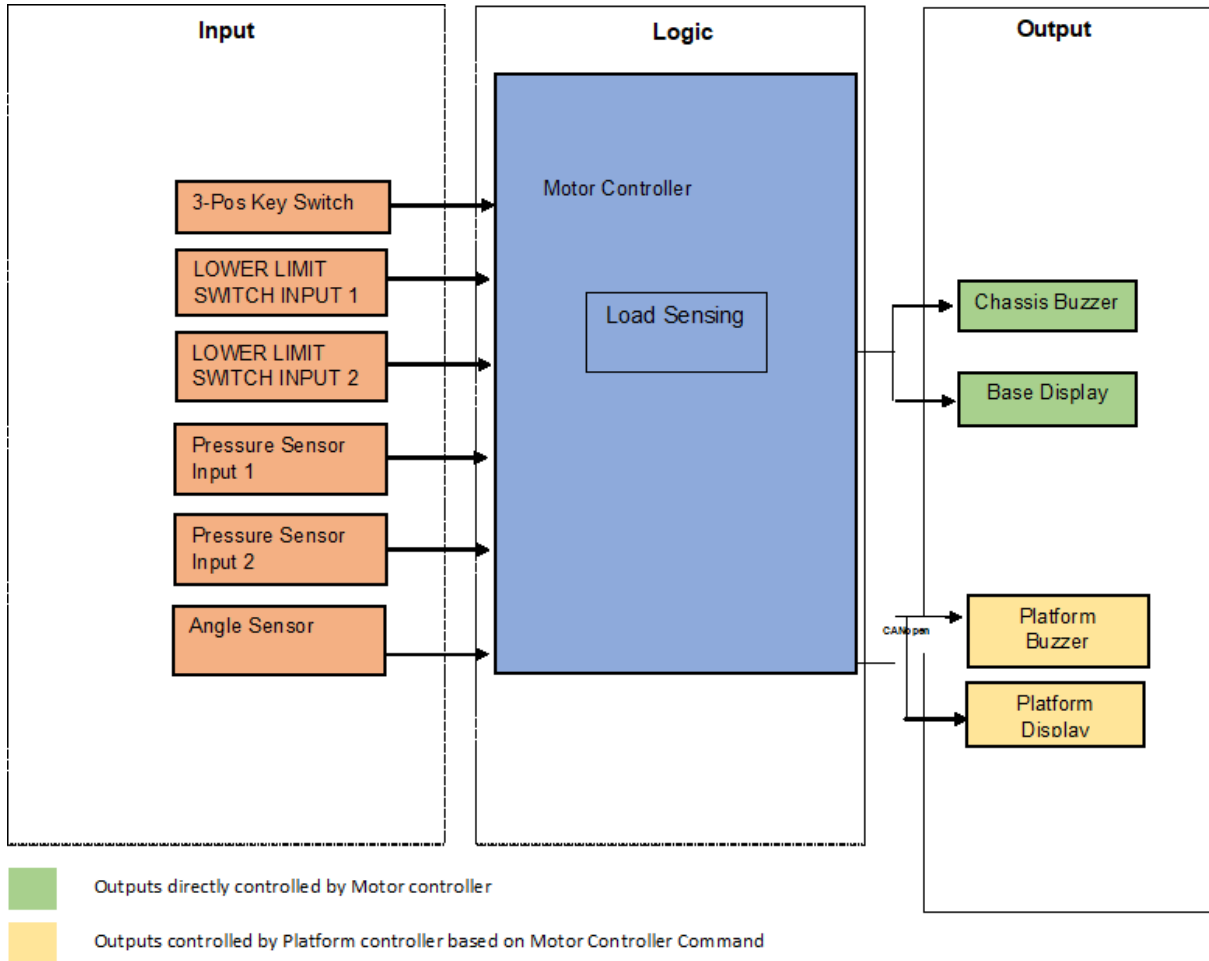 Input
Logic
Output
3-Pos Key Switch
LOWER LIMIT
SWITCH INPUT 1
LOWER LIMIT
SWITCH INPUT 2
Pressure Sensor
Input 1
Pressure Sensor
Input 2
Angle Sensor
Motor Controller
Load Sensing
Chassis Buzzer
Base Display
CANopen
Platform
Buzzer
Platform
Display
Outputs directly controlled by Motor controller
Outputs controlled by Platform controller based on Motor Controller Command